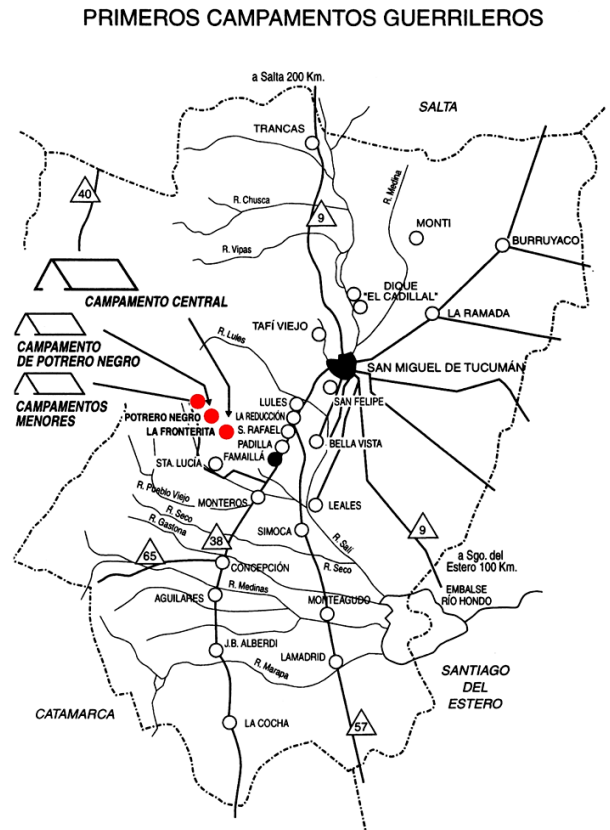 PRIMEROS CAMPAMENTOS GUERRILEROS
a Salta 200 Km.
SALTA
TRANCAS
40
R. Chusca
R. Medina
9
MONTI
R. Vipas
BURRUYACO
DIQUE
"EL CADILLAL"
CAMPAMENTO CENTRAL
LA RAMADA
TAFÍ VIEJO
R. Lules
CAMPAMENTO
DE POTRERO NEGRO
SAN MIGUEL DE TUCUMÁN
CAMPAMENTOS
MENORES
LULES
SAN FELIPE
POTRERO NEGRO
LA REDUCCIÓN
LA FRONTERITA
S. RAFAEL
PADILLA
BELLA VISTA
FAMAILLÁ
STA. LUCÍA
R. Pueblo Viejo
MONTEROS
LEALES
R. Seco
R. Gastona
SIMOCA
R. Salí
9
38
65
a Sgo. del
Estero 100 Km.
CONCEPCIÓN
R. Seco
R. Medinas
EMBALSE
RÍO HONDO
AGUILARES
MONTEAGUDO
J.B. ALBERDI
LAMADRID
R. Marapa
SANTIAGO
DEL
ESTERO
CATAMARCA
LA COCHA
57